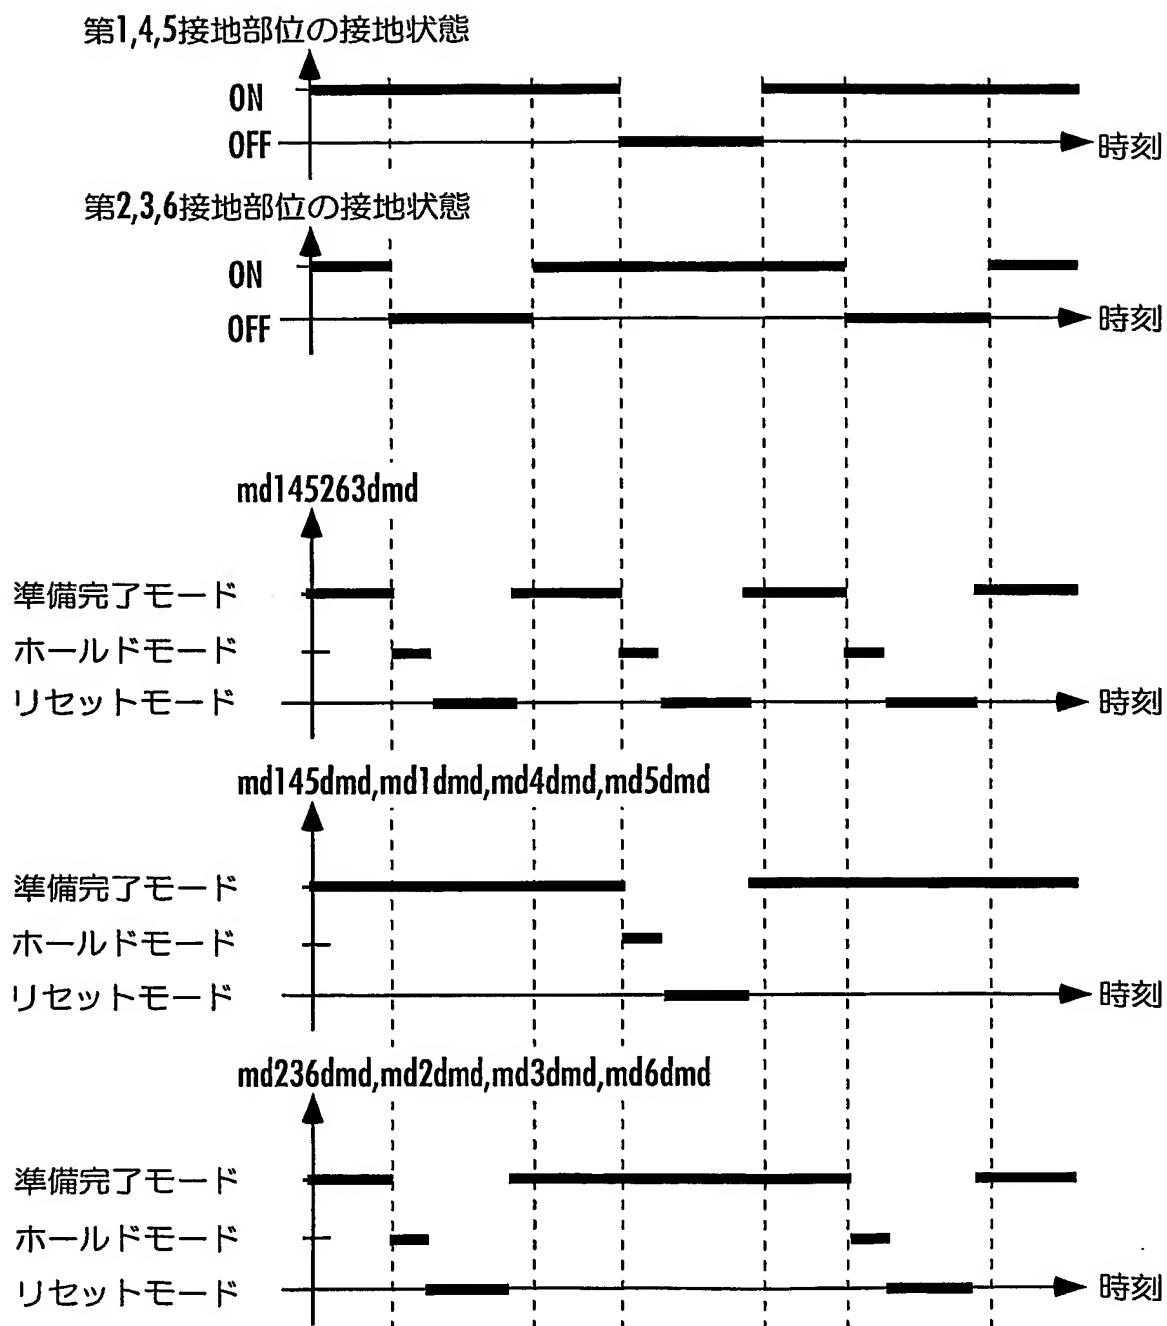 第1,4,5接地部位の接地状態
ON
OFF
時刻
第2,3,6接地部位の接地状態
ON
OFF
時刻
md145263dmd
準備完了モード
ホールドモード
リセットモード
時刻
md145dmd,md1dmd,md4dmd,md5dmd
準備完了モード
ホールドモード
リセットモード
時刻
md236dmd,md2dmd,md3dmd,md6dmd
準備完了モード
ホールドモード
リセットモード
時刻